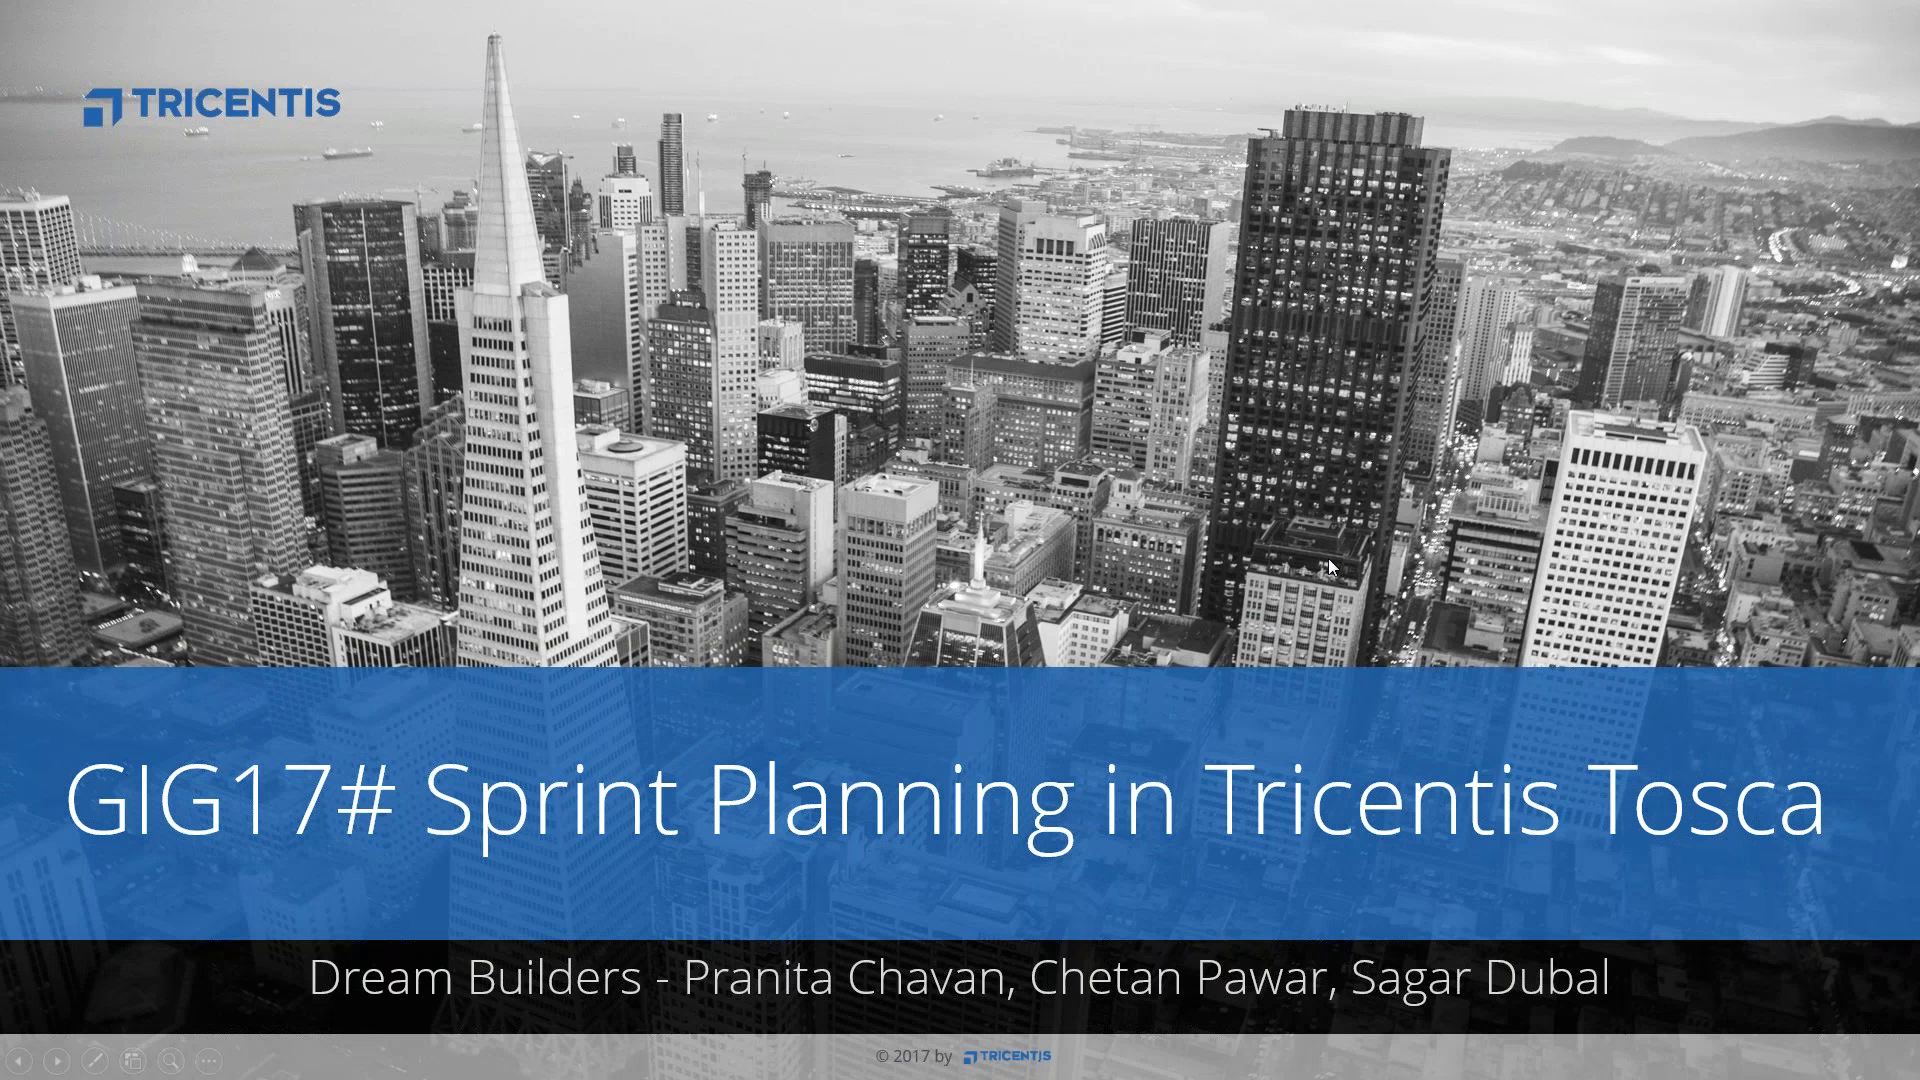 TRICENTIS
GIG17# Sprint Planning in Tricentis Tosca
Dream Builders - Pranita Chavan, Chetan Pawar, Sagar Dubal
© 2017 by TRICENTIS